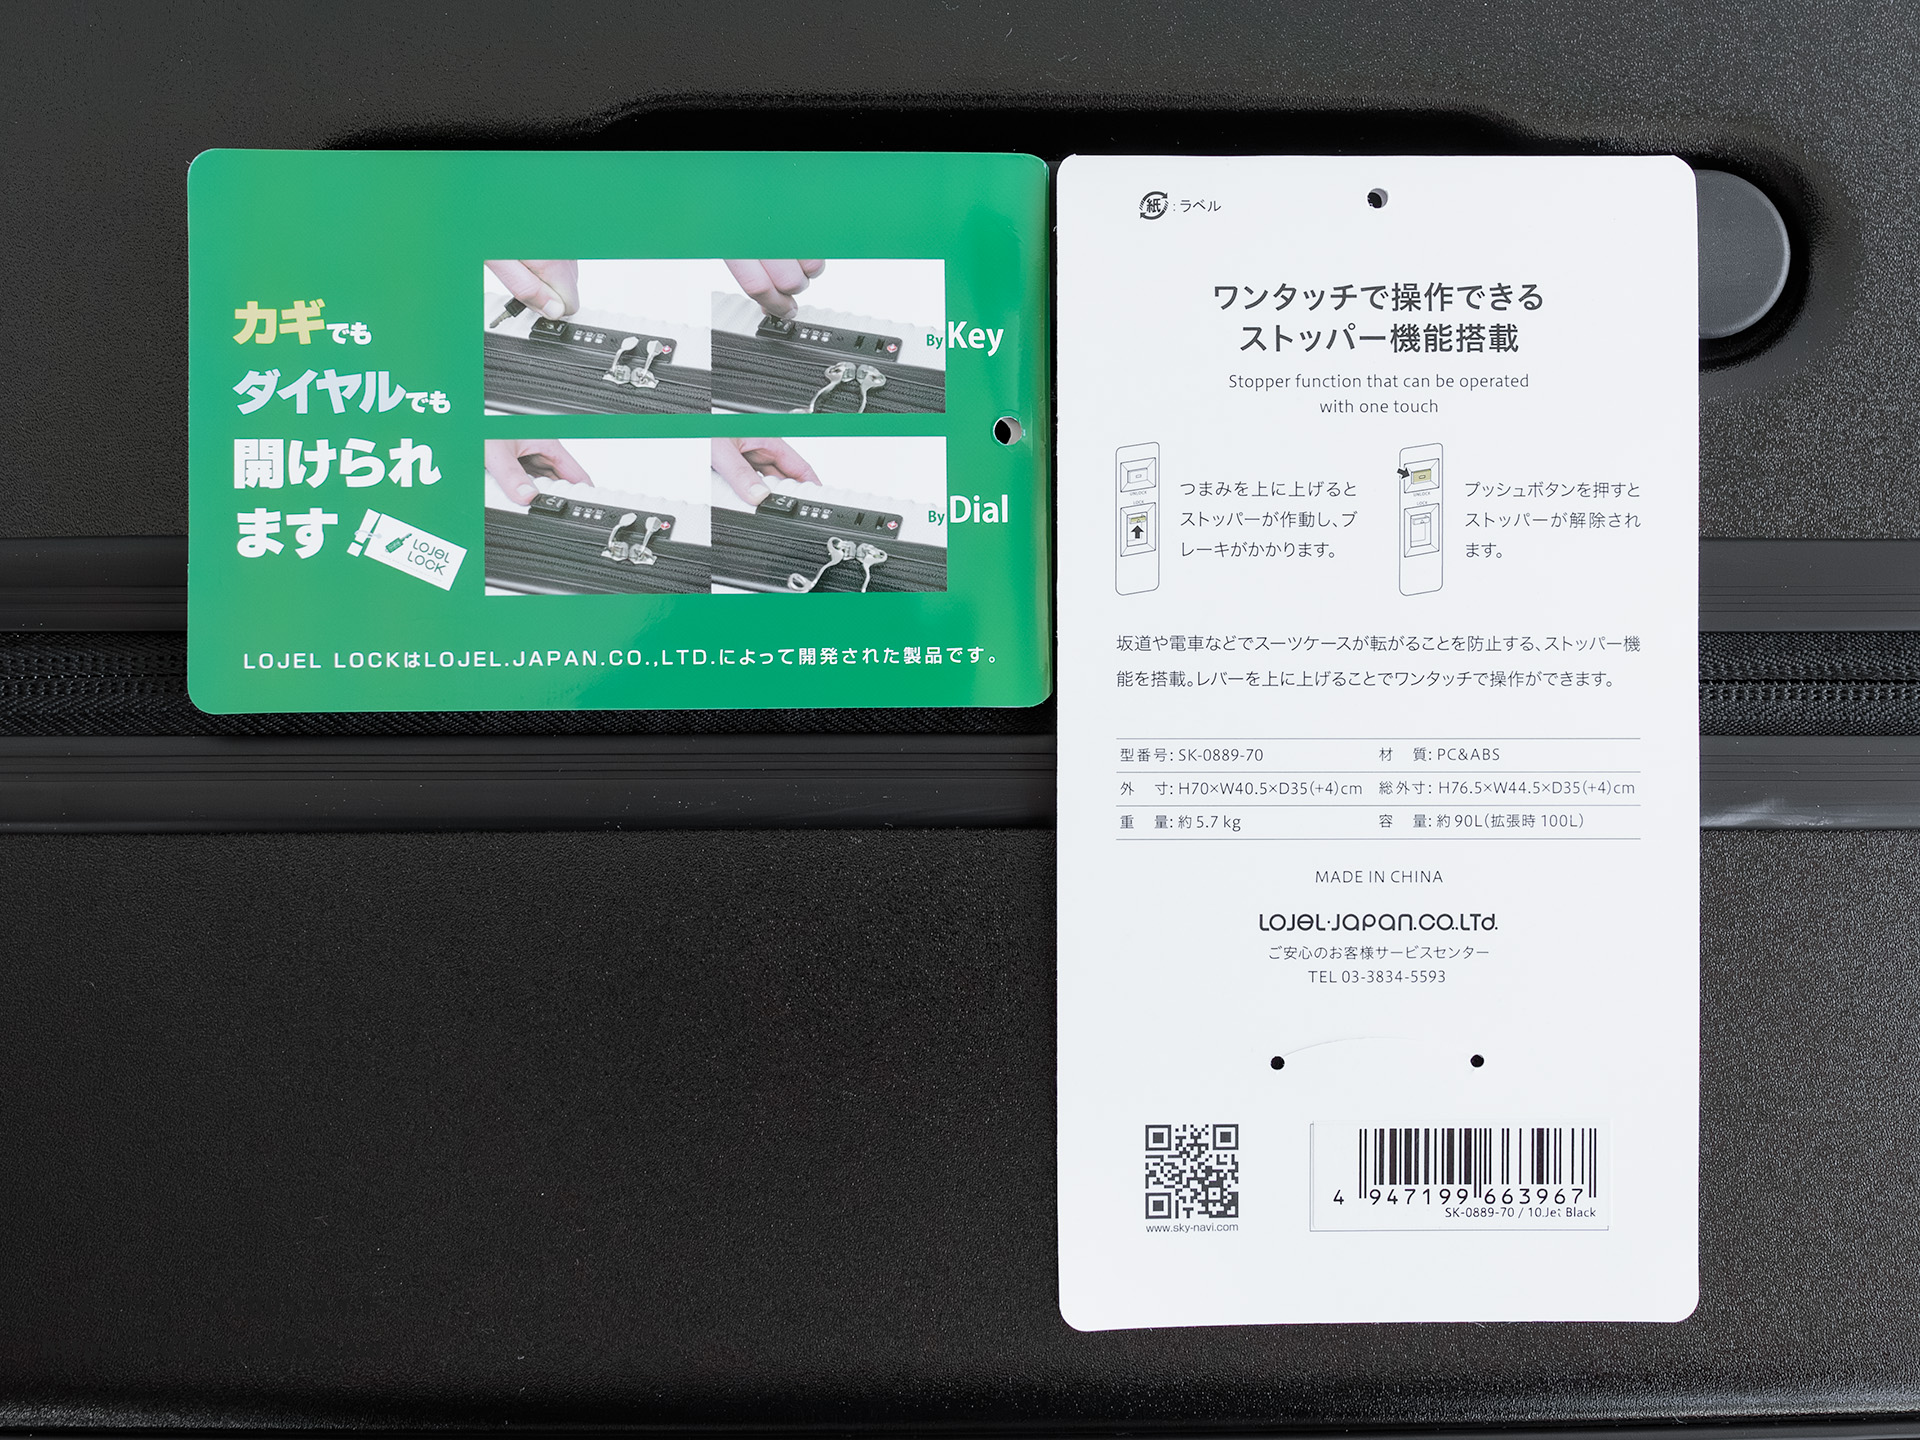 カギでも
ダイヤルでも
開けられ
ます!
LOJEL
LOCK
By Key
By Dial
LOJEL LOCKはLOJEL.JAPAN.CO.,LTD.によって開発された製品です。
紙:ラベル
ワンタッチで操作できる
ストッパー機能搭載
Stopper function that can be operated
with one touch
UNLOCK
LOCK
つまみを上に上げると
ストッパーが作動し、ブ
レーキがかかります。
UNLOCK
LOCK
プッシュボタンを押すと
ストッパーが解除され
ます。
坂道や電車などでスーツケースが転がることを防止する、ストッパー機
能を搭載。レバーを上に上げることでワンタッチで操作ができます。
型番号: SK-0889-70 材 質: PC&ABS
外 寸: H70×W40.5×D35(+4)cm 総外寸: H76.5×W44.5×D35(+4)cm
重 量: 約5.7 kg 容 量: 約90L(拡張時 100L)
MADE IN CHINA
LOJEL·JAPAN.CO.,LTD.
ご安心のお客様サービスセンター
TEL 03-3834-5593
www.sky-navi.com
4 947199 663967
SK-0889-70 / 10.Jet Black